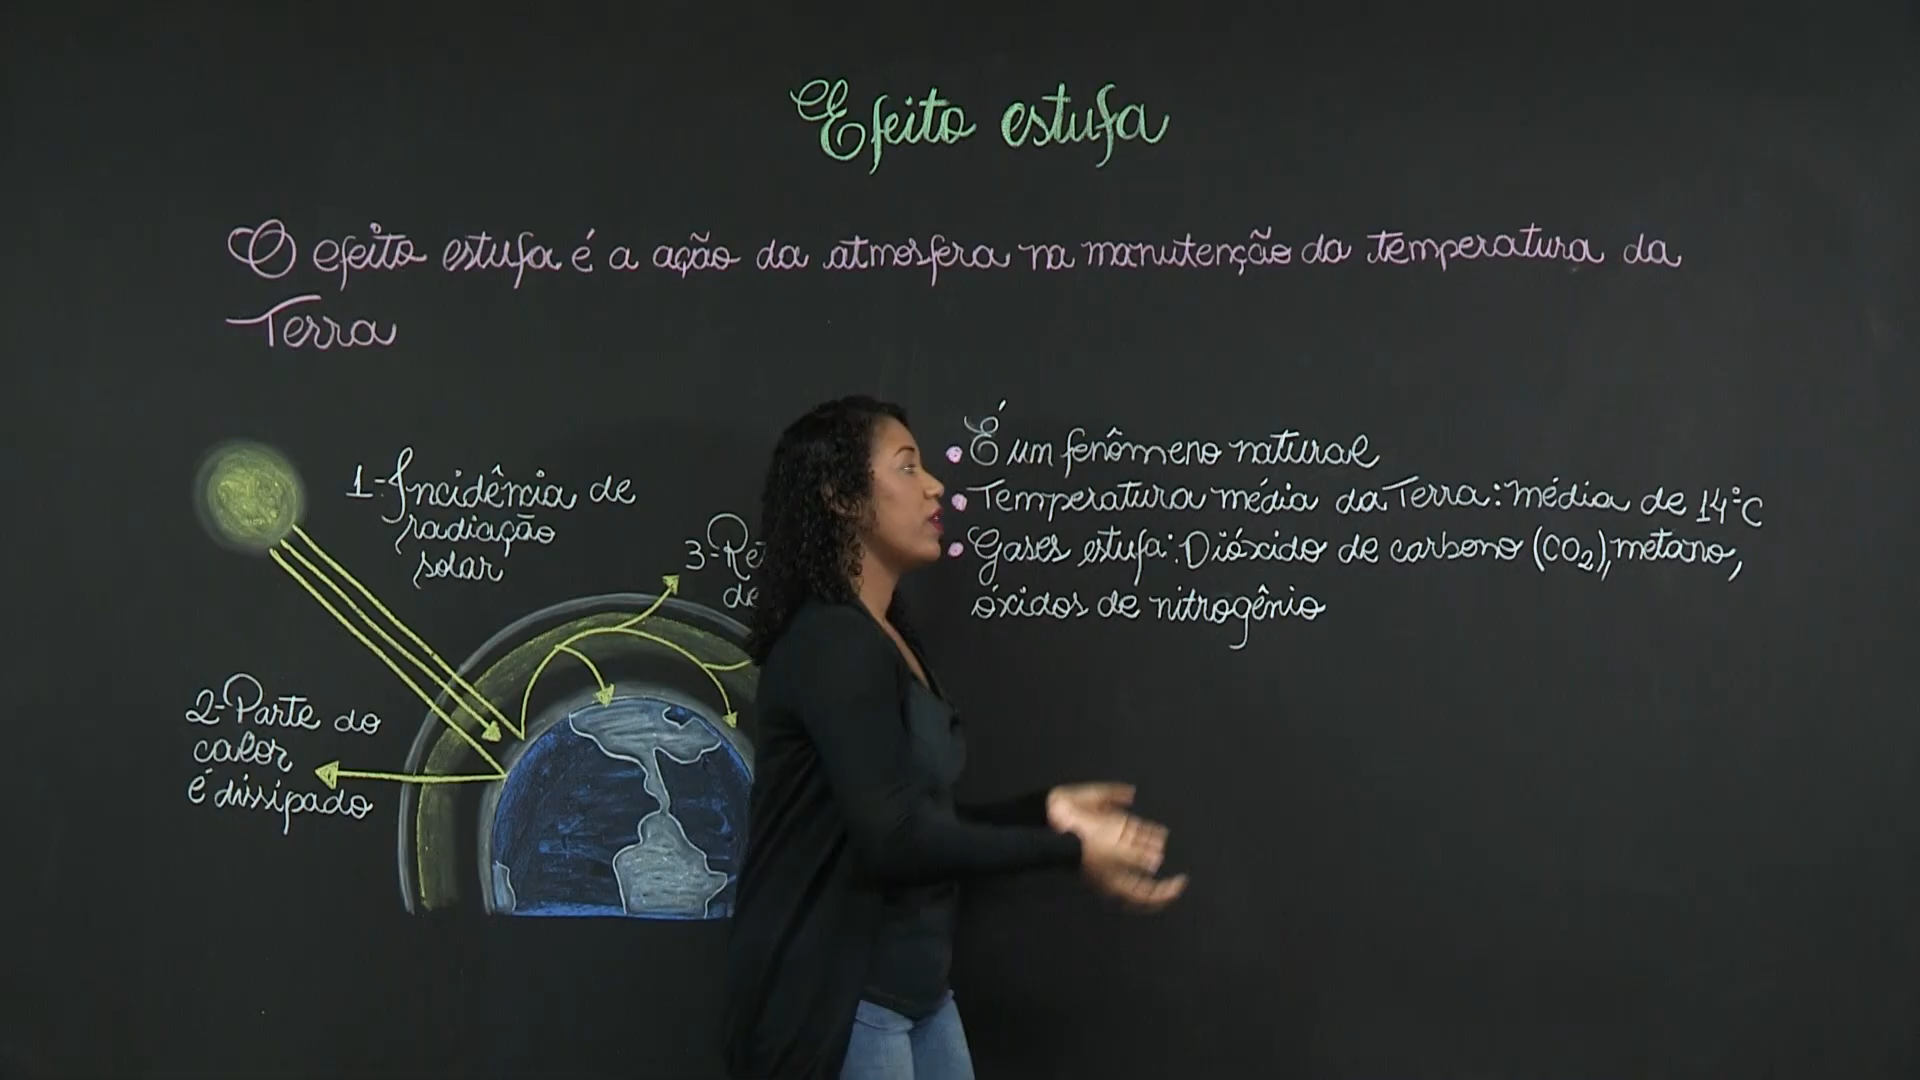 Efeito estufa
O efeito estufa é a ação da atmosfera na manutenção da temperatura da
Terra
1-Incidência de
radiação
solar
2-Parte do
calor
é dissipado
3-
de
• É um fenômeno natural
• Temperatura média da Terra: média de 14°C
• Gases estufa: Dióxido de carbono (CO₂), metano,
óxidos de nitrogênio